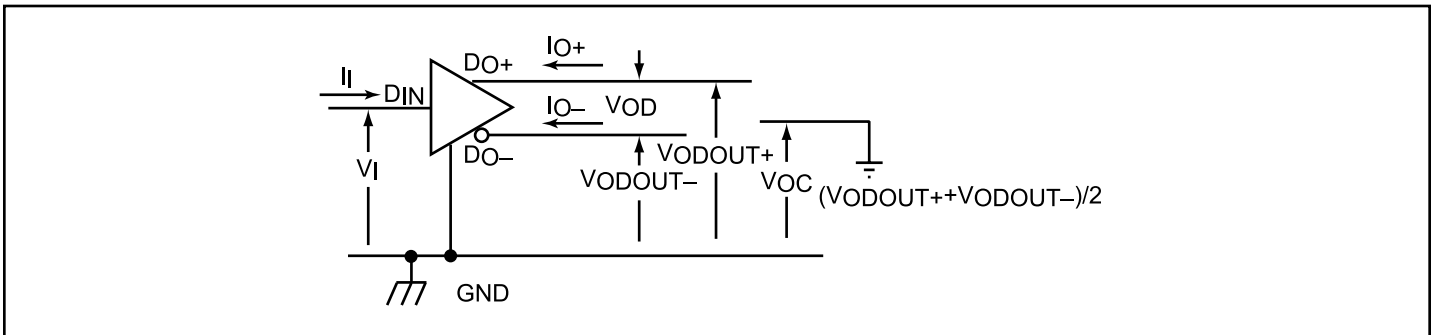 IO+
DO+
II
DIN
VOD
IO–
DO–
VI
VODOUT+
VODOUT–
VOC
(VODOUT++VODOUT–)/2
GND